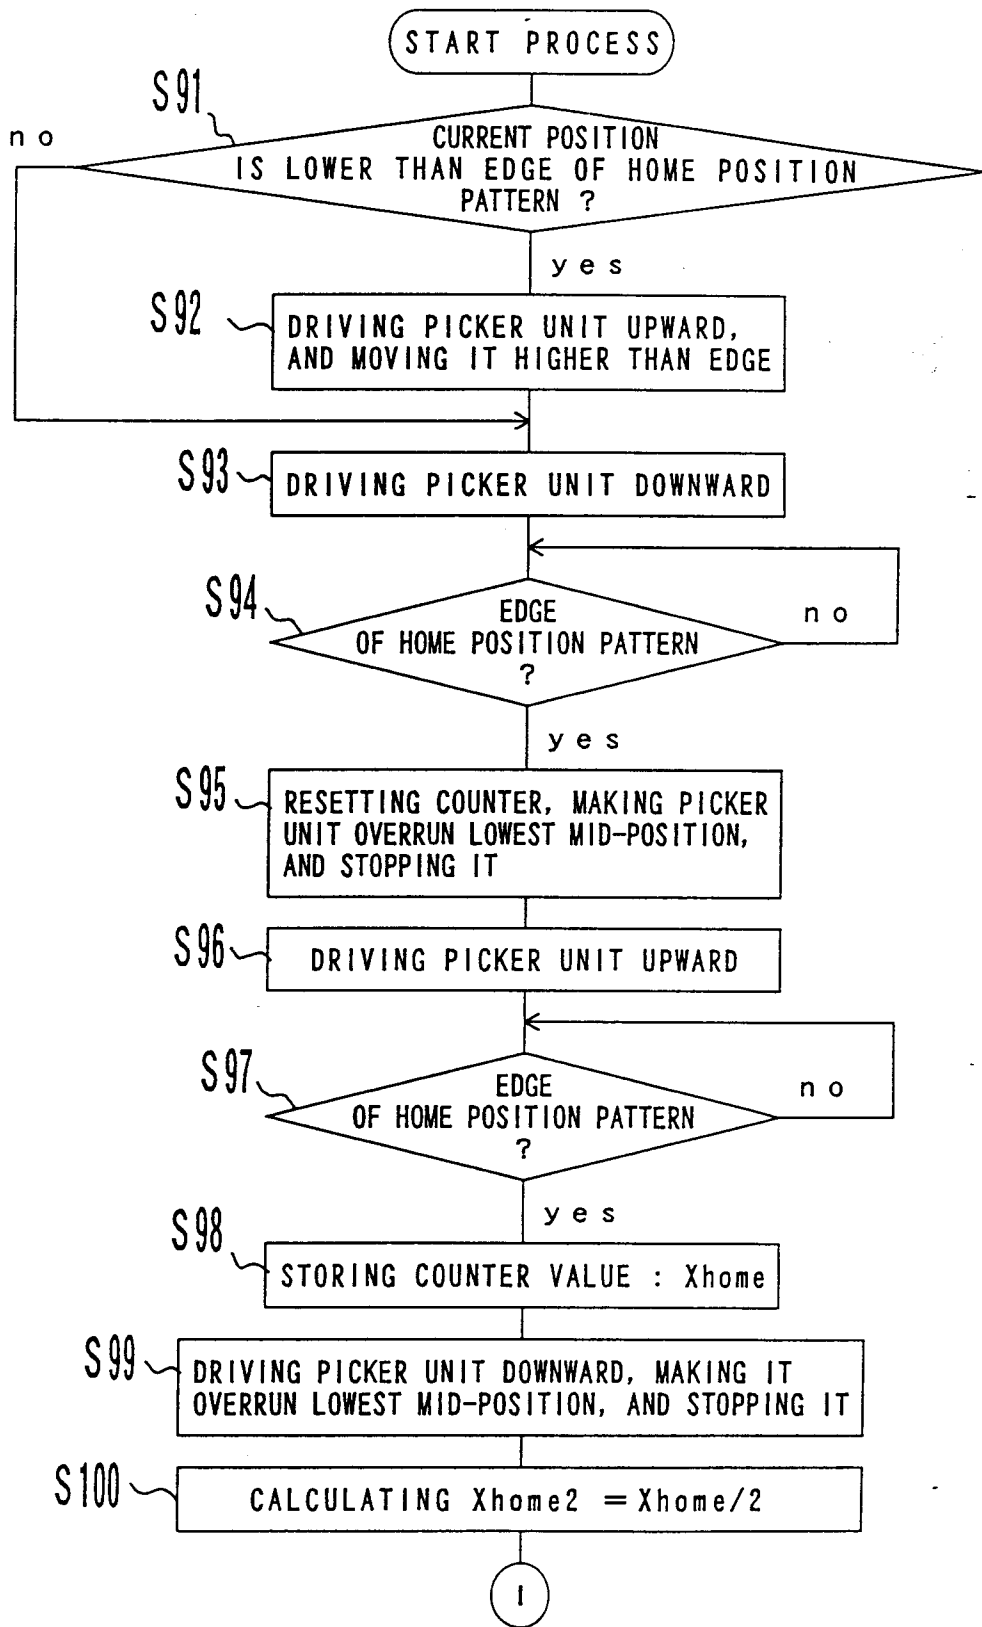 START PROCESS
S91
no
CURRENT POSITION
IS LOWER THAN EDGE OF HOME POSITION
PATTERN ?
yes
S92
DRIVING PICKER UNIT UPWARD,
AND MOVING IT HIGHER THAN EDGE
S93
DRIVING PICKER UNIT DOWNWARD
S94
EDGE
OF HOME POSITION PATTERN
?
no
yes
S95
RESETTING COUNTER, MAKING PICKER
UNIT OVERRUN LOWEST MID-POSITION,
AND STOPPING IT
S96
DRIVING PICKER UNIT UPWARD
S97
EDGE
OF HOME POSITION PATTERN
?
no
yes
S98
STORING COUNTER VALUE : Xhome
S99
DRIVING PICKER UNIT DOWNWARD, MAKING IT
OVERRUN LOWEST MID-POSITION, AND STOPPING IT
S100
CALCULATING Xhome2 = Xhome/2
I